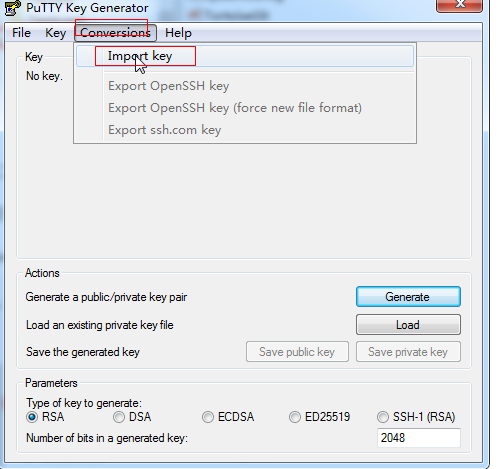 PuTTY Key Generator
File Key Conversions Help
Import key
Export OpenSSH key
Export OpenSSH key (force new file format)
Export ssh.com key
Key
No key.
Actions
Generate a public/private key pair
Generate
Load an existing private key file
Load
Save the generated key
Save public key
Save private key
Parameters
Type of key to generate:
RSA DSA ECDSA ED25519 SSH-1 (RSA)
Number of bits in a generated key:
2048